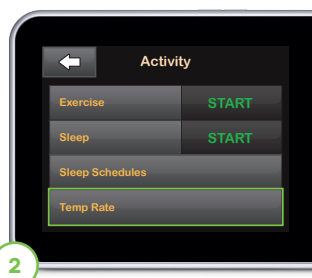 Activity
Exercise START
Sleep START
Sleep Schedules
Temp Rate
2